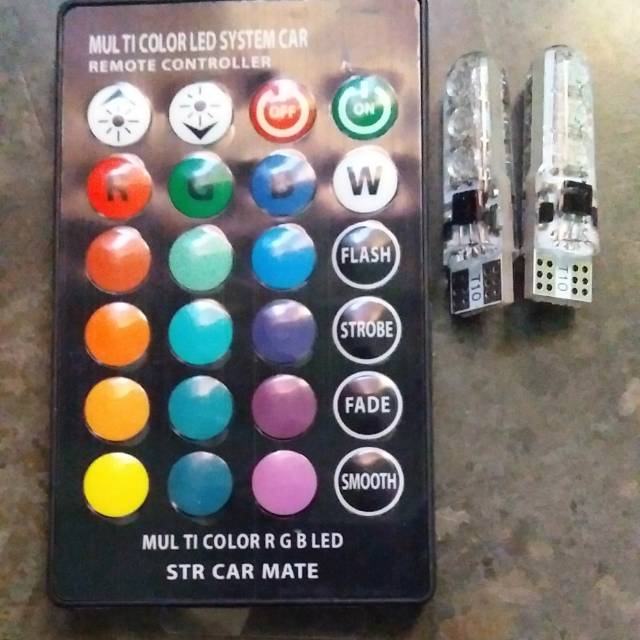 MUL TI COLOR LED SYSTEM CAR
REMOTE CONTROLLER
OFF
ON
R
G
B
W
FLASH
STROBE
FADE
SMOOTH
MUL TI COLOR R G B LED
STR CAR MATE
T10
T10